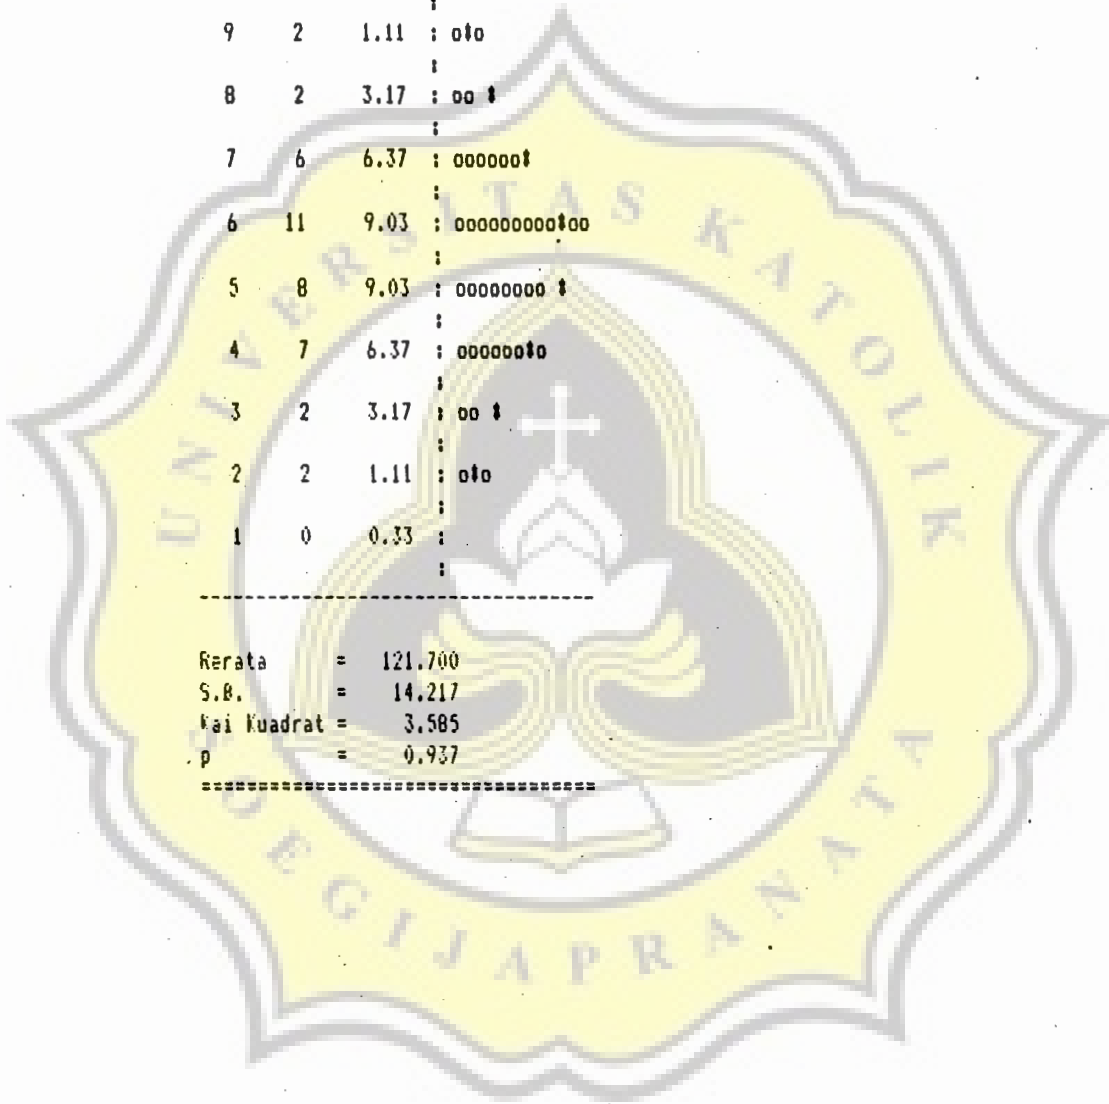 9 2 1.11 : o*o
:
8 2 3.17 : oo *
:
7 6 6.37 : oooooo*
:
6 11 9.03 : ooooooooo*oo
:
5 8 9.03 : oooooooo *
:
4 7 6.37 : oooooo*o
:
3 2 3.17 : oo *
:
2 2 1.11 : o*o
:
1 0 0.33 :
:
----------------------------------
Rerata = 121.700
S.B. = 14.217
Kai Kuadrat = 3.585
p = 0.937
==================================
UNIVERSITAS KATOLIK
SOEGIJAPRANATA